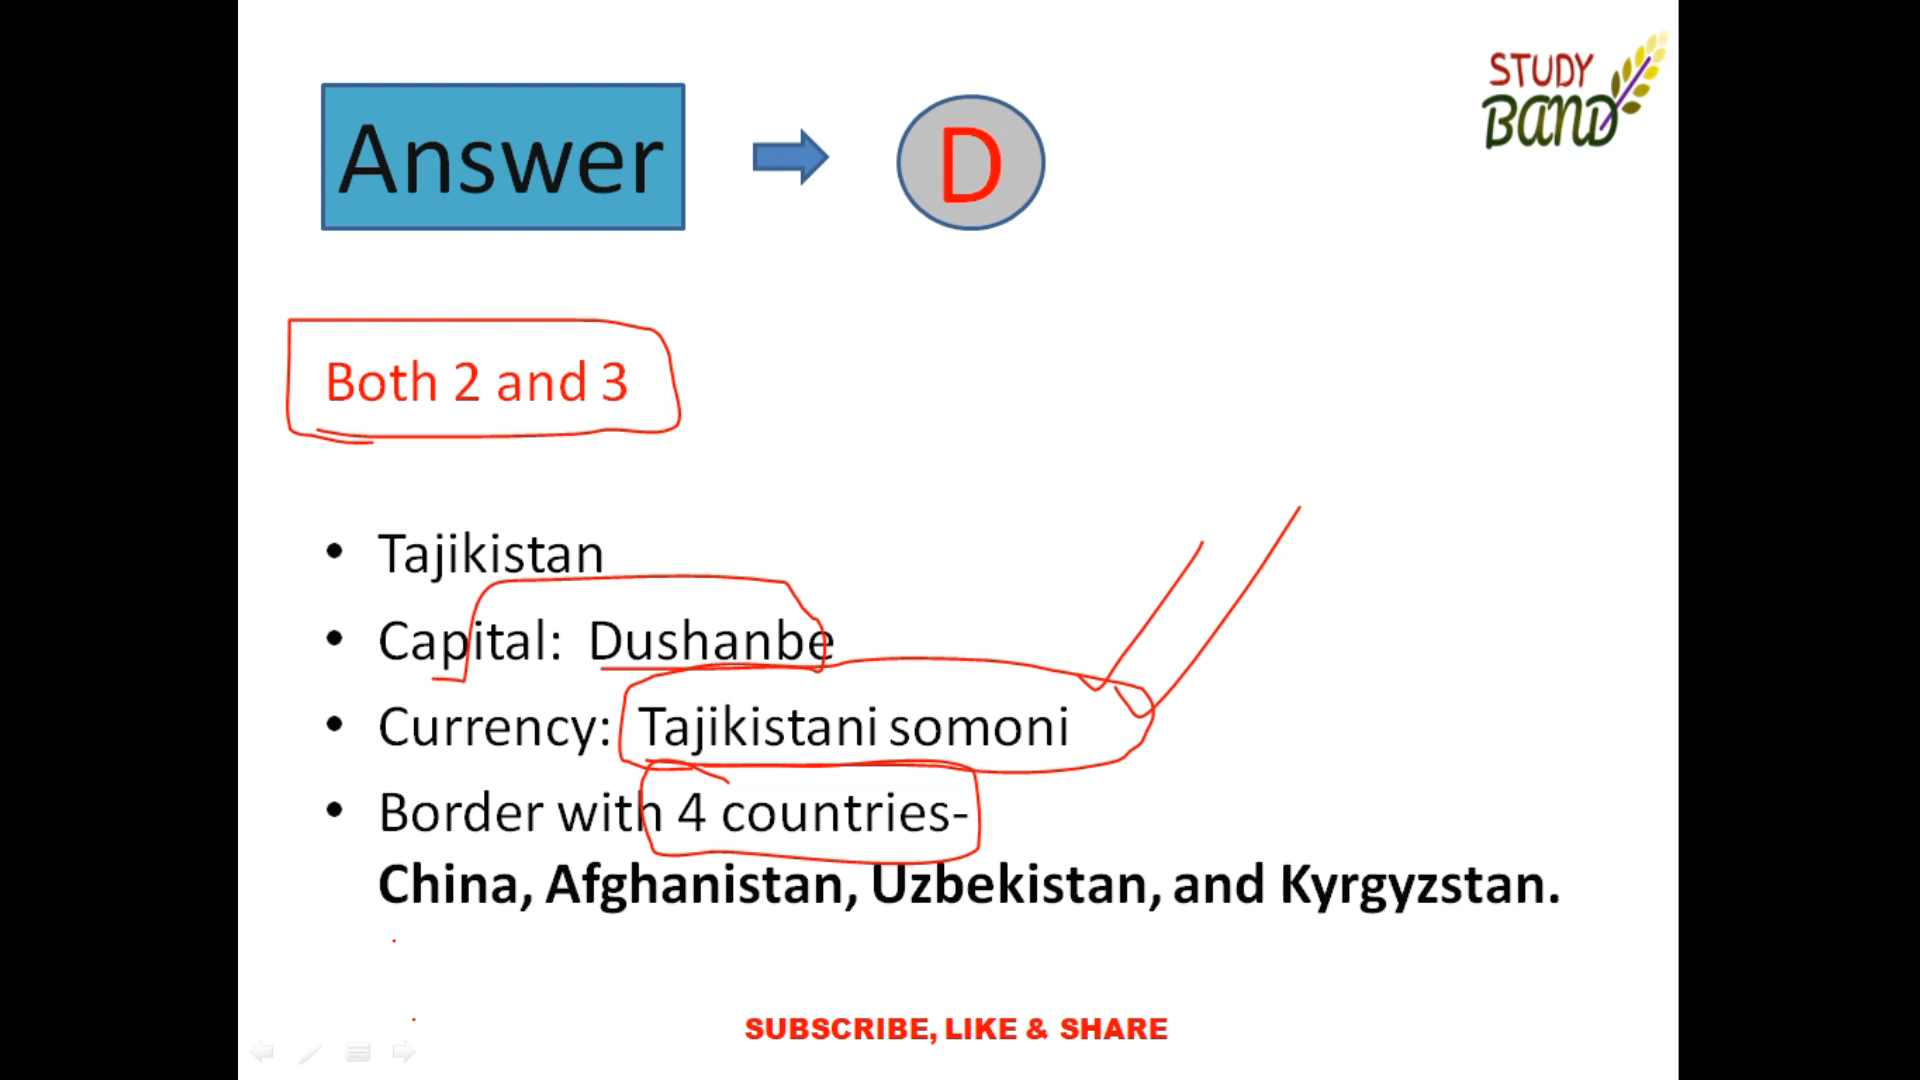 STUDY
BAND
Answer
D
Both 2 and 3
• Tajikistan
• Capital: Dushanbe
• Currency: Tajikistani somoni
• Border with 4 countries-
China, Afghanistan, Uzbekistan, and Kyrgyzstan.
SUBSCRIBE, LIKE & SHARE